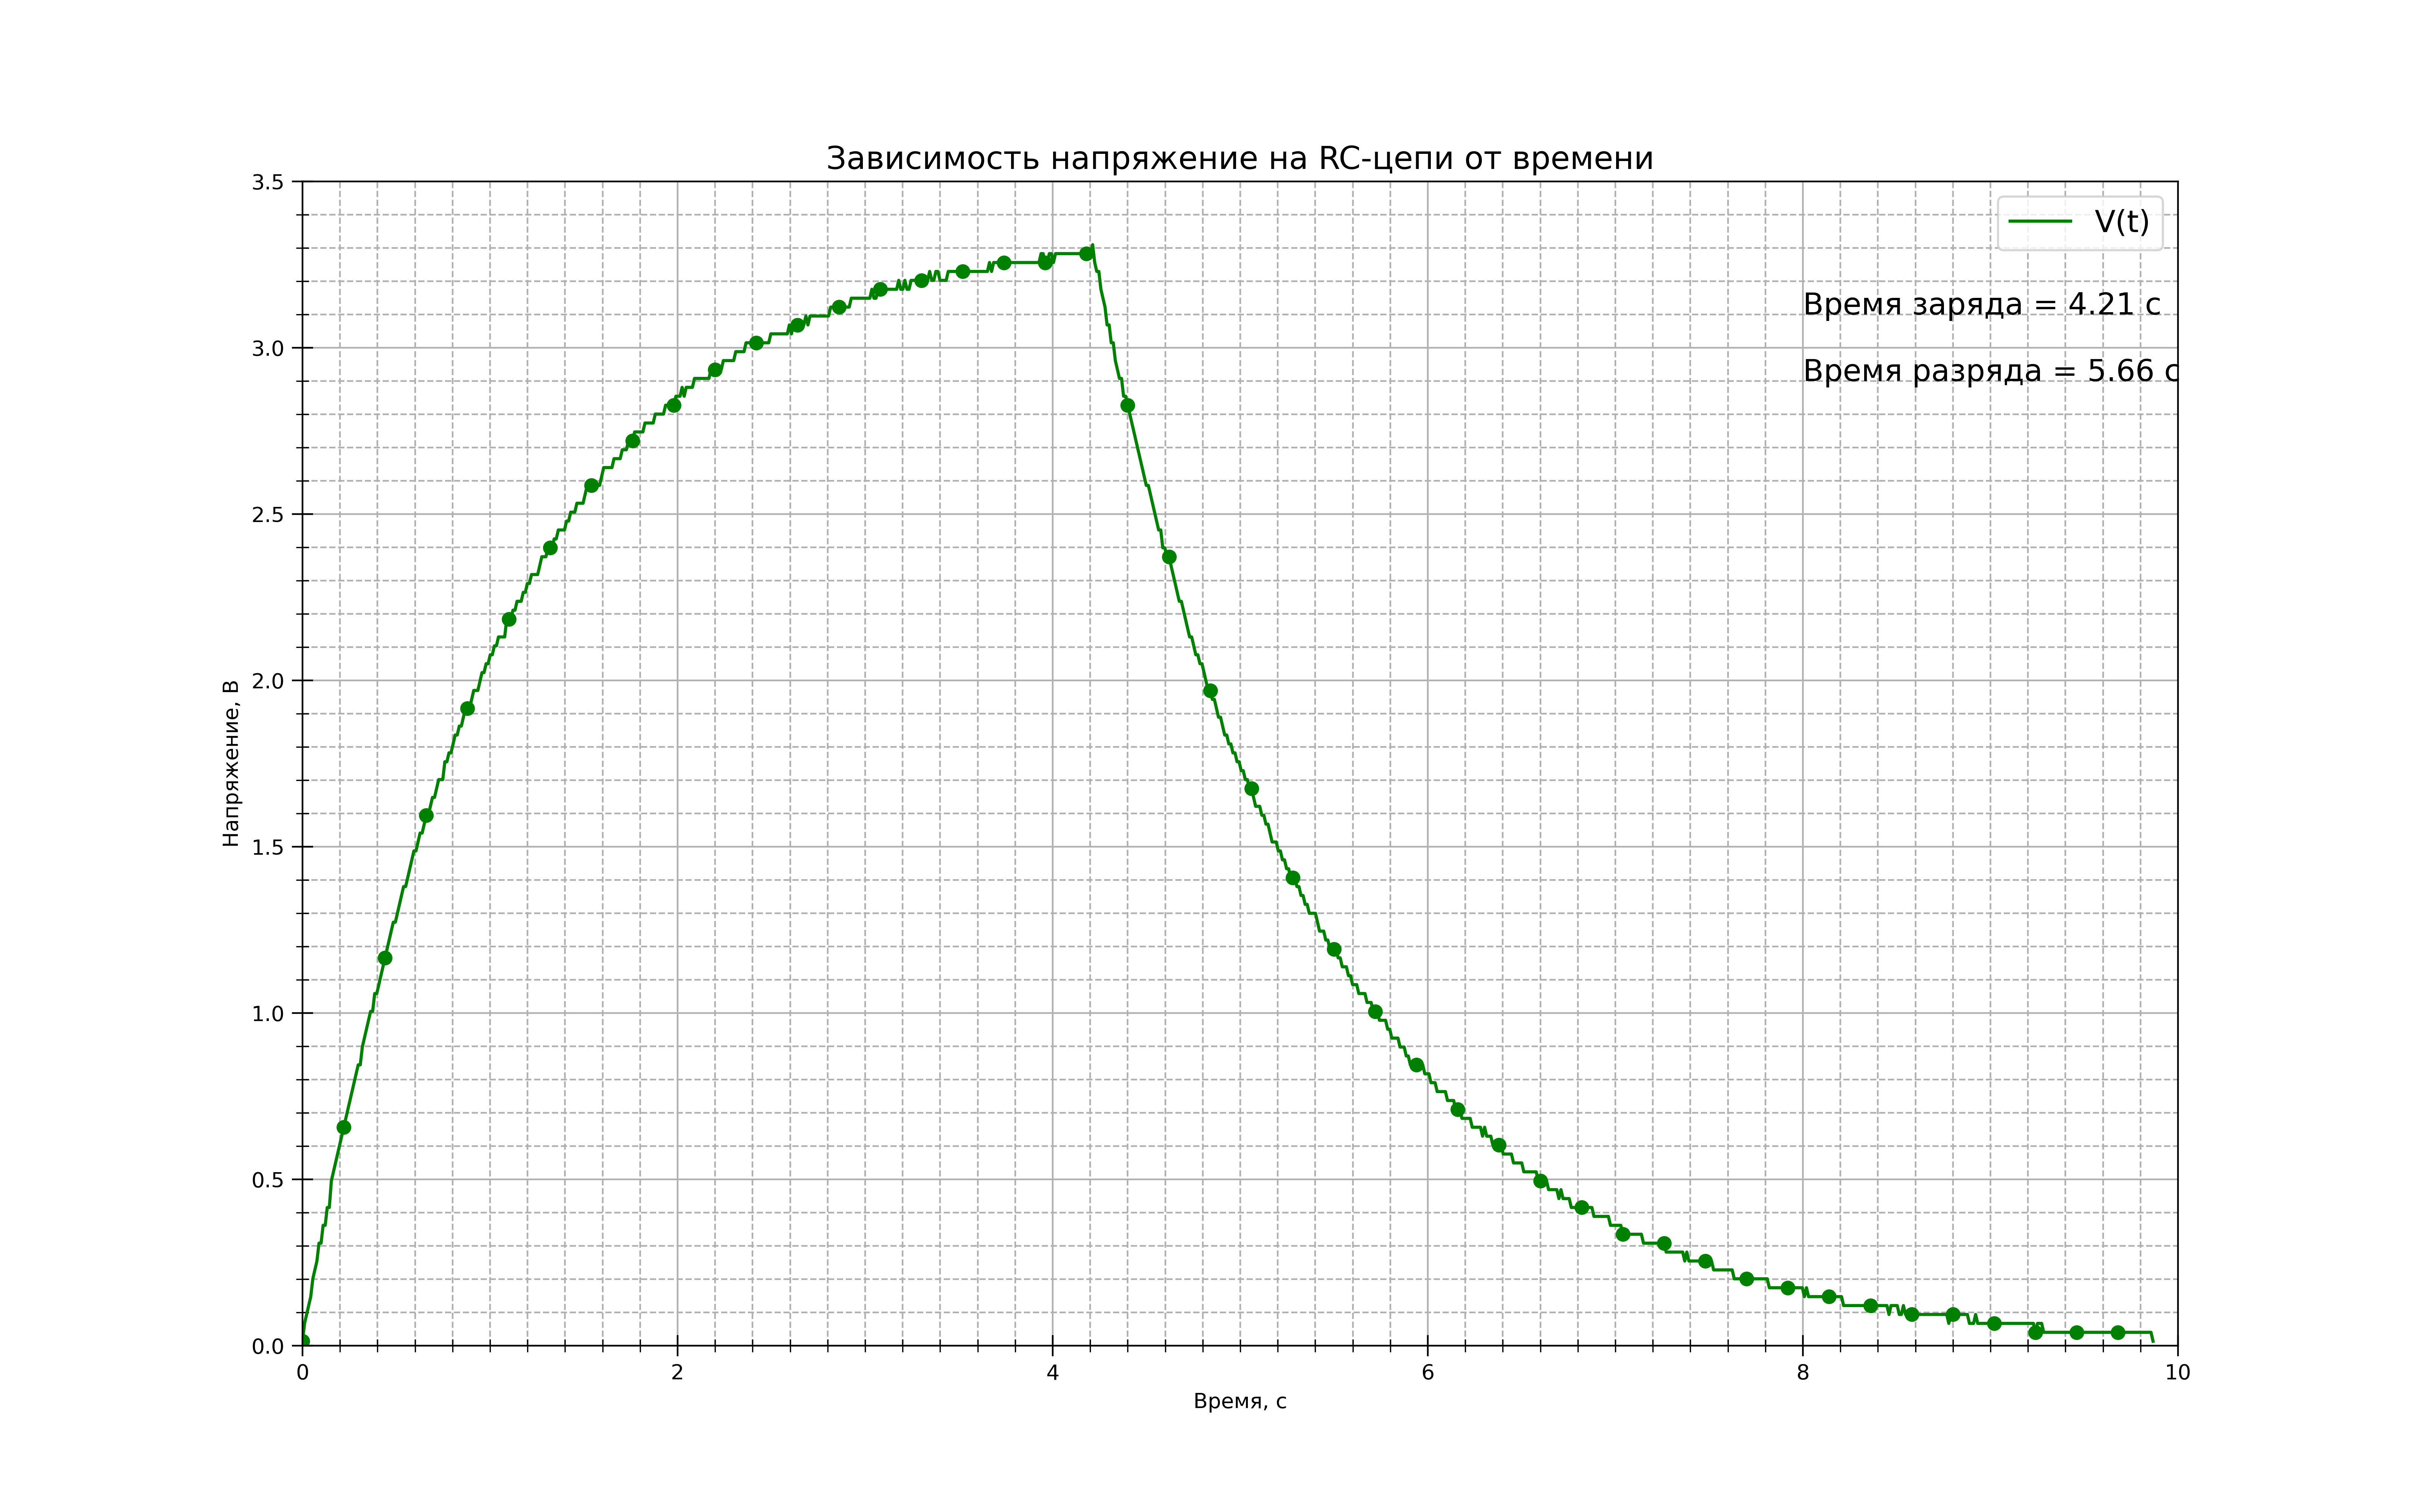 Зависимость напряжение на RC-цепи от времени
V(t)
Время заряда = 4.21 с
Время разряда = 5.66 с
Напряжение, В
3.5
3.0
2.5
2.0
1.5
1.0
0.5
0.0
0 2 4 6 8 10
Время, с